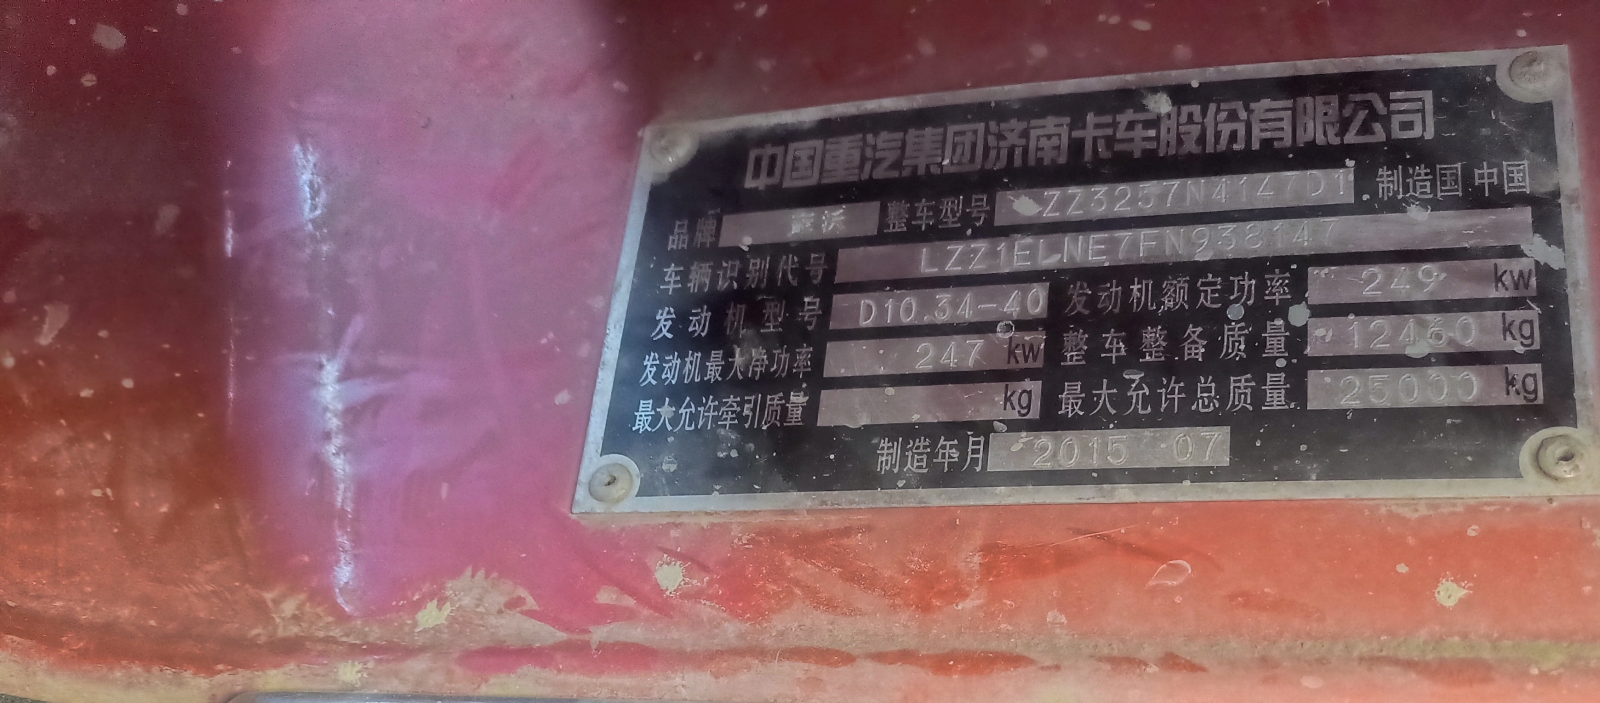 中国重汽集团济南卡车股份有限公司
品牌 豪沃 整车型号 ZZ3257N4147D1 制造国 中国
车辆识别代号 LZZ1ELNE7FN938147
发动机型号 D10.34-40 发动机额定功率 249 kw
发动机最大净功率 247 kw 整车整备质量 12460 kg
最大允许牵引质量 kg 最大允许总质量 25000 kg
制造年月 2015 07